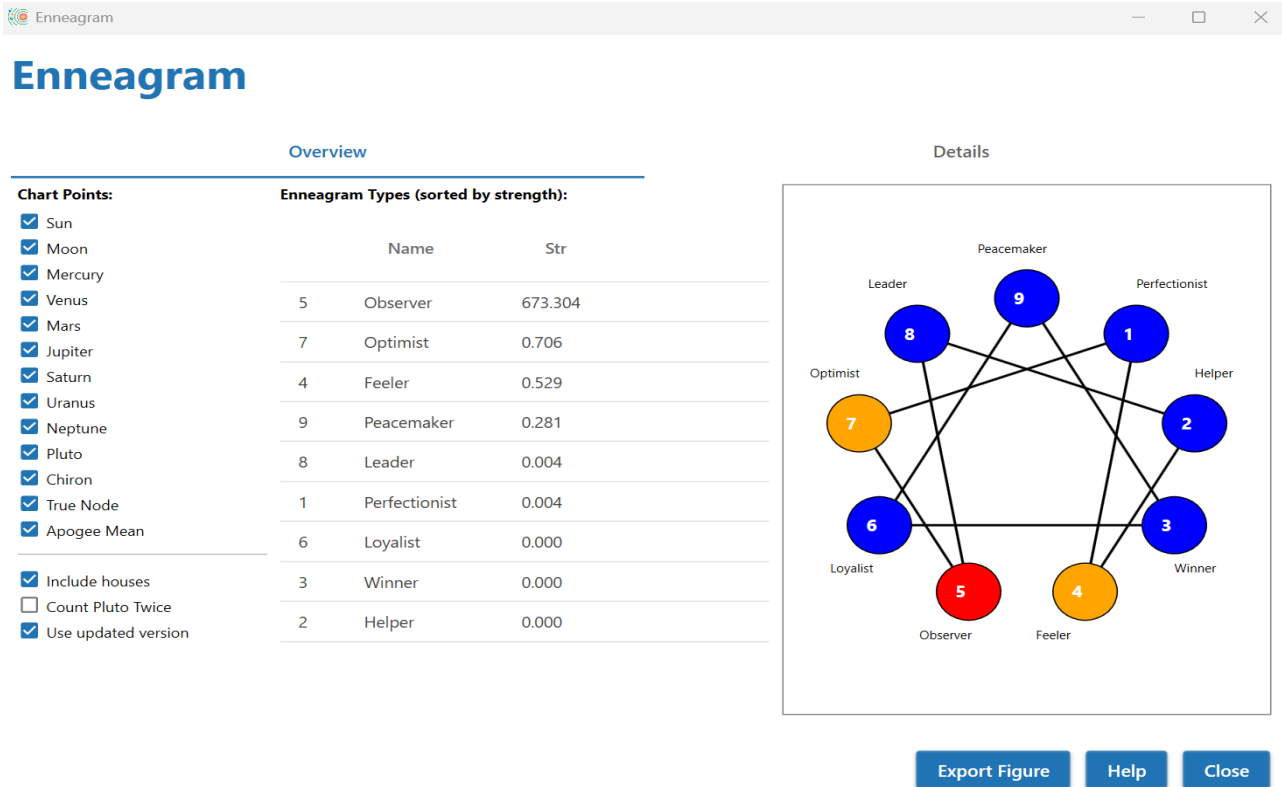 Enneagram
Enneagram
Overview
Details
Chart Points:
Sun
Moon
Mercury
Venus
Mars
Jupiter
Saturn
Uranus
Neptune
Pluto
Chiron
True Node
Apogee Mean
Include houses
Count Pluto Twice
Use updated version
Enneagram Types (sorted by strength):
Name Str
5 Observer 673.304
7 Optimist 0.706
4 Feeler 0.529
9 Peacemaker 0.281
8 Leader 0.004
1 Perfectionist 0.004
6 Loyalist 0.000
3 Winner 0.000
2 Helper 0.000
Peacemaker
9
Leader
8
Perfectionist
1
Optimist
7
Helper
2
6
Loyalist
3
Winner
5
Observer
4
Feeler
Export Figure
Help
Close